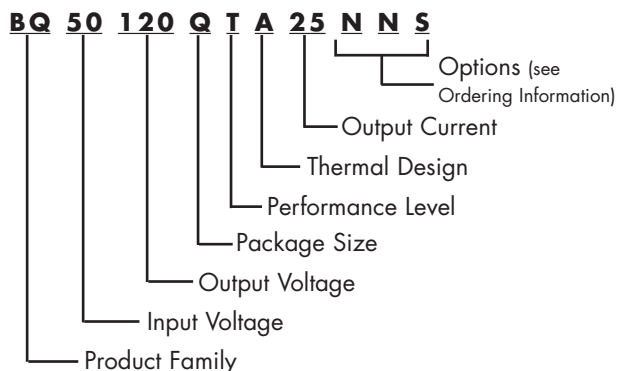 BQ 50 120 Q T A 25 N N S
Options (see
Ordering Information)
Output Current
Thermal Design
Performance Level
Package Size
Output Voltage
Input Voltage
Product Family